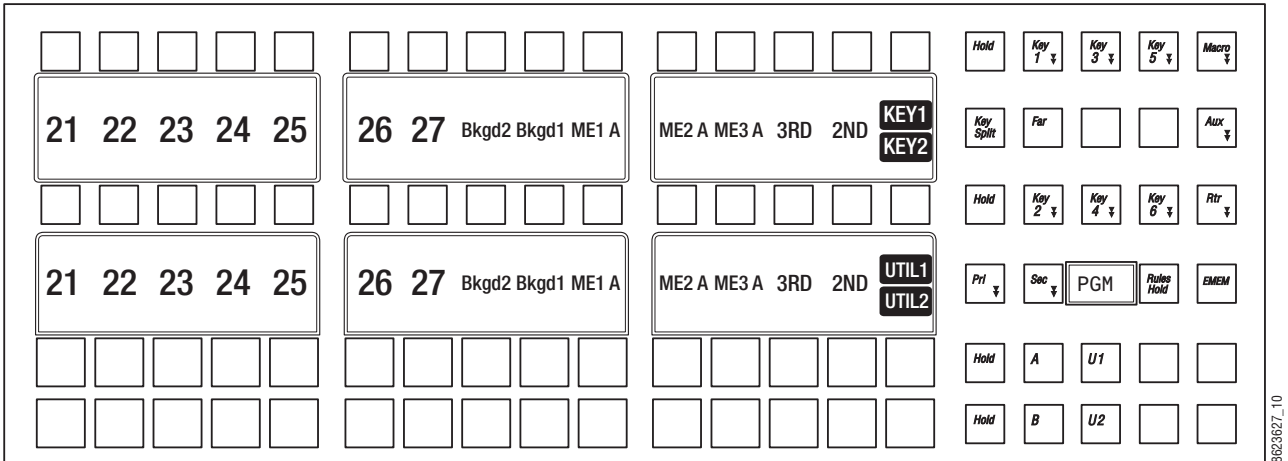 Hold Key 1 Key 3 Key 5 Macro
21 22 23 24 25 26 27 Bkgd2 Bkgd1 ME1 A ME2 A ME3 A 3RD 2ND KEY1
KEY2
Key Split Far Aux
Hold Key 2 Key 4 Key 6 Rtr
21 22 23 24 25 26 27 Bkgd2 Bkgd1 ME1 A ME2 A ME3 A 3RD 2ND UTIL1
UTIL2
Pri Sec PGM Rules Hold EMEM
Hold A U1
Hold B U2
8623627_10